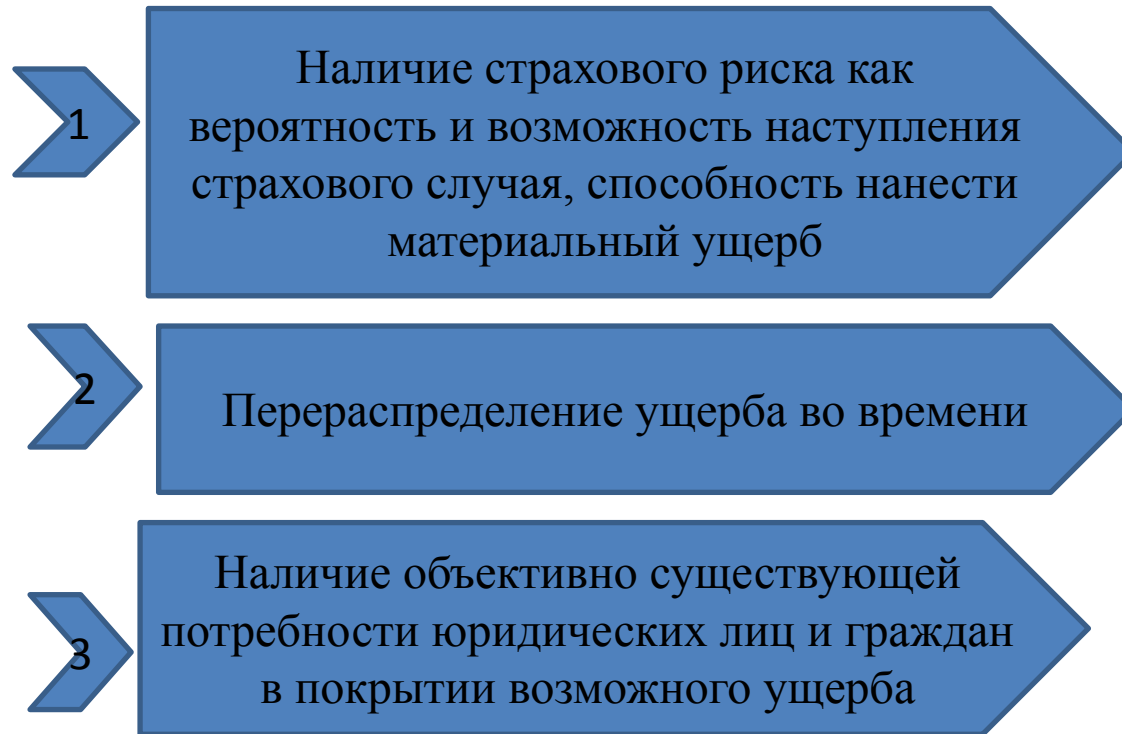 1
Наличие страхового риска как
вероятность и возможность наступления
страхового случая, способность нанести
материальный ущерб
2
Перераспределение ущерба во времени
3
Наличие объективно существующей
потребности юридических лиц и граждан
в покрытии возможного ущерба